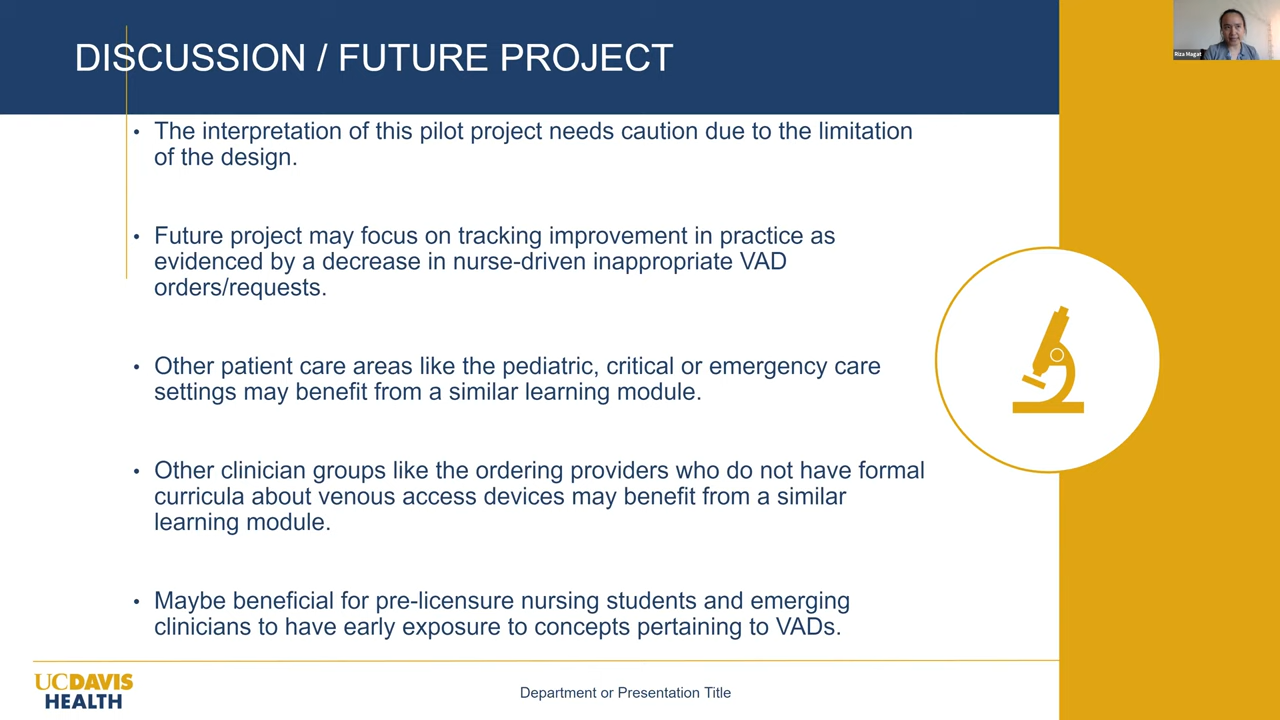 DISCUSSION / FUTURE PROJECT
Riza Magat
• The interpretation of this pilot project needs caution due to the limitation
of the design.
• Future project may focus on tracking improvement in practice as
evidenced by a decrease in nurse-driven inappropriate VAD
orders/requests.
• Other patient care areas like the pediatric, critical or emergency care
settings may benefit from a similar learning module.
• Other clinician groups like the ordering providers who do not have formal
curricula about venous access devices may benefit from a similar
learning module.
• Maybe beneficial for pre-licensure nursing students and emerging
clinicians to have early exposure to concepts pertaining to VADs.
UCDAVIS
HEALTH
Department or Presentation Title